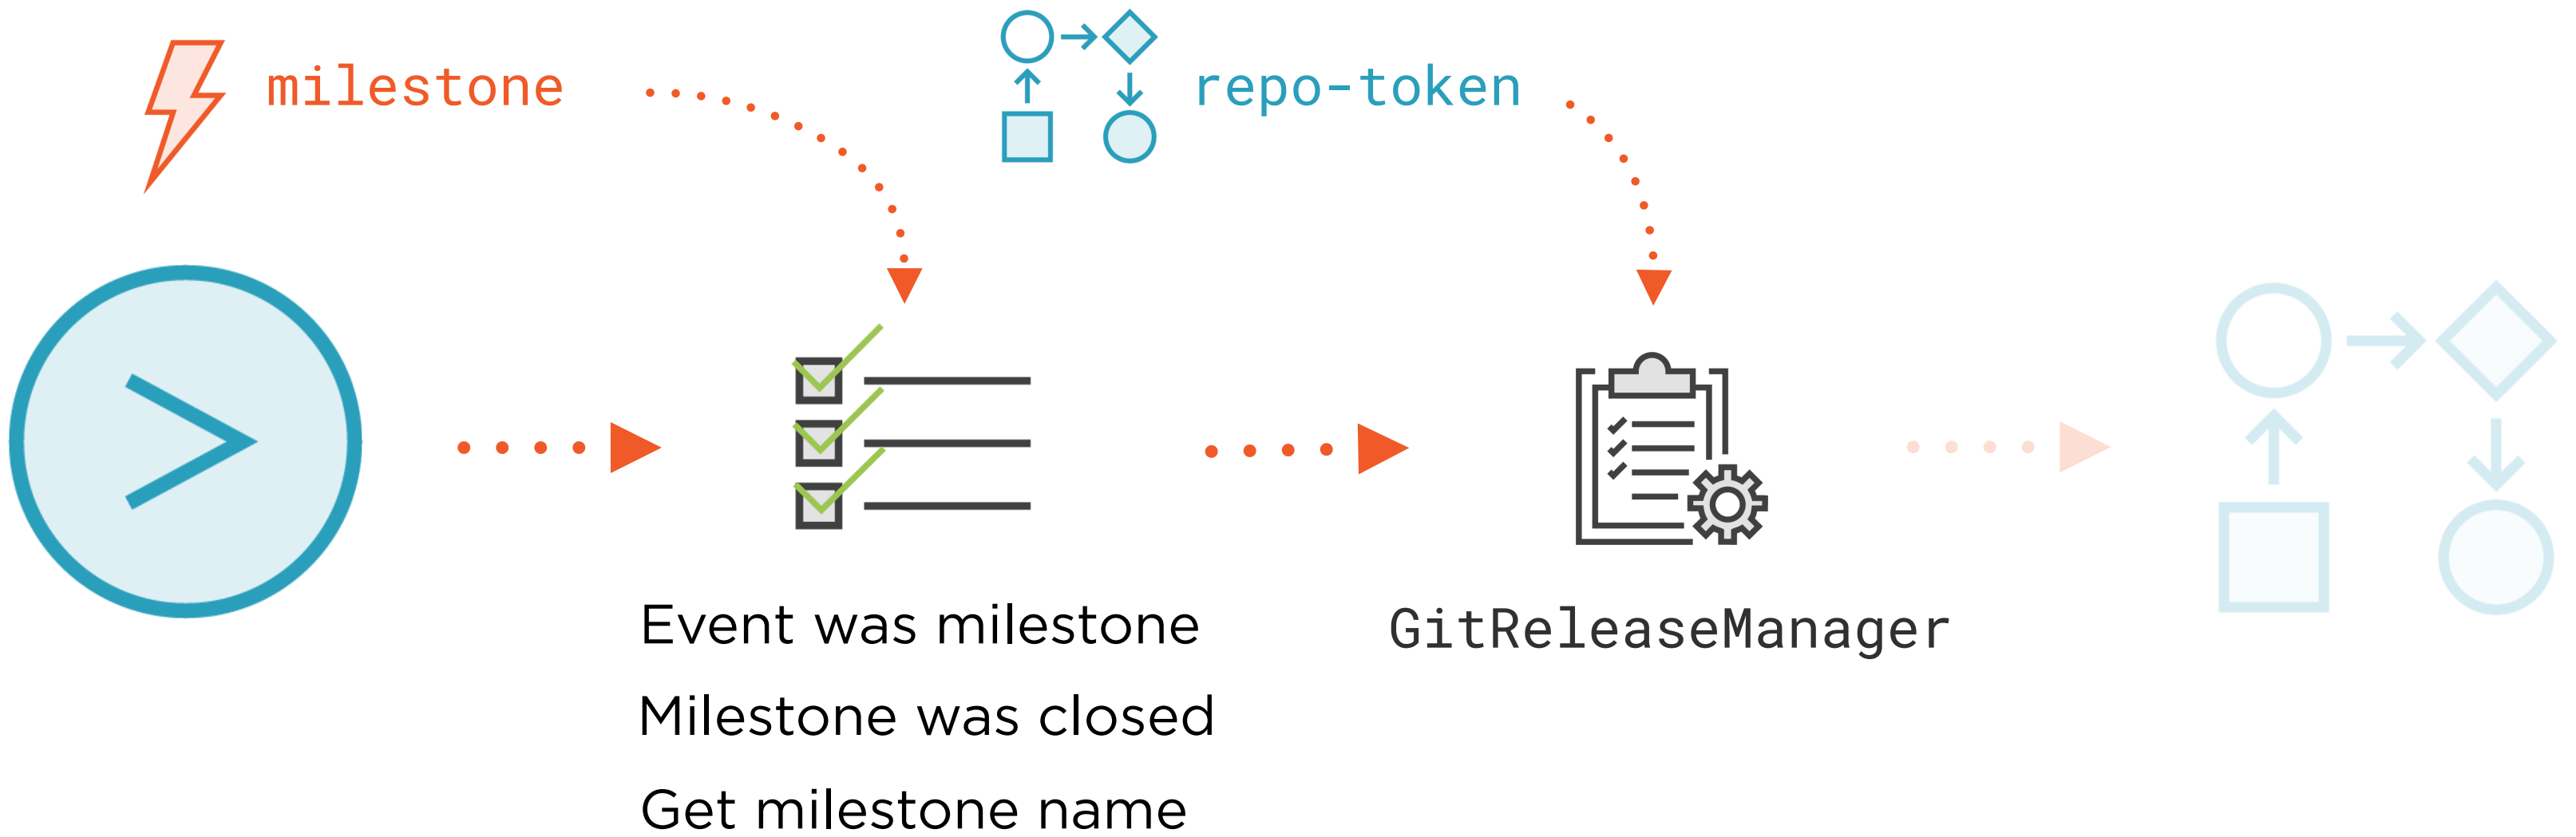 milestone
repo-token
Event was milestone
Milestone was closed
Get milestone name
GitReleaseManager